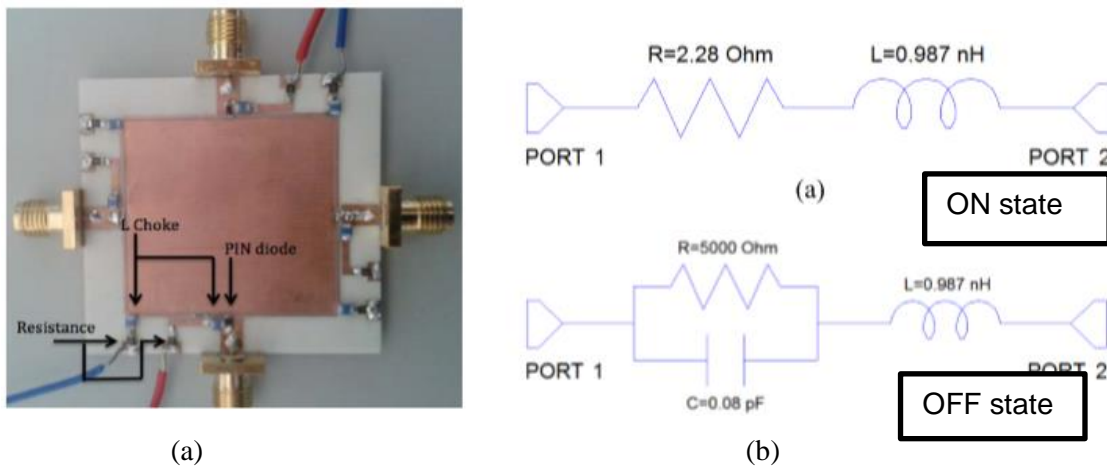 L Choke
PIN diode
Resistance
(a)
R=2.28 Ohm
L=0.987 nH
PORT 1
PORT 2
(a)
ON state
R=5000 Ohm
L=0.987 nH
PORT 1
PORT 2
C=0.08 pF
OFF state
(b)